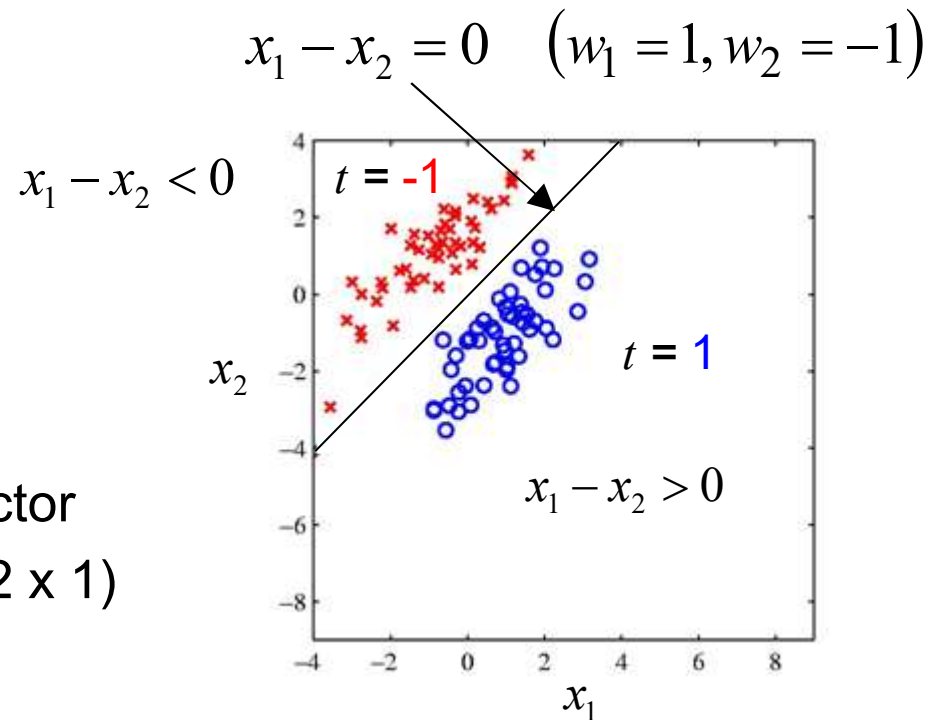 x₁ − x₂ = 0 (w₁ = 1, w₂ = −1)
x₁ − x₂ < 0
t = -1
t = 1
x₁ − x₂ > 0
ctor
2 x 1)
x₂
4
2
0
−2
−4
−6
−8
−4 −2 0 2 4 6 8
x₁